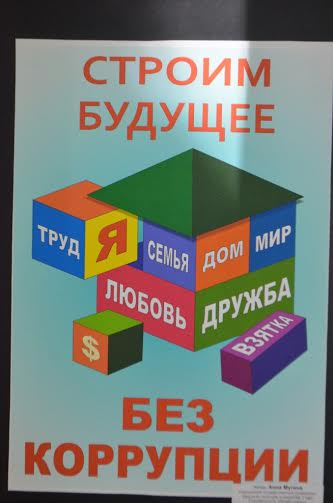 СТРОИМ
БУДУЩЕЕ
ТРУД
Я
СЕМЬЯ
ДОМ
МИР
ЛЮБОВЬ
ДРУЖБА
$
ВЗЯТКА
БЕЗ
КОРРУПЦИИ